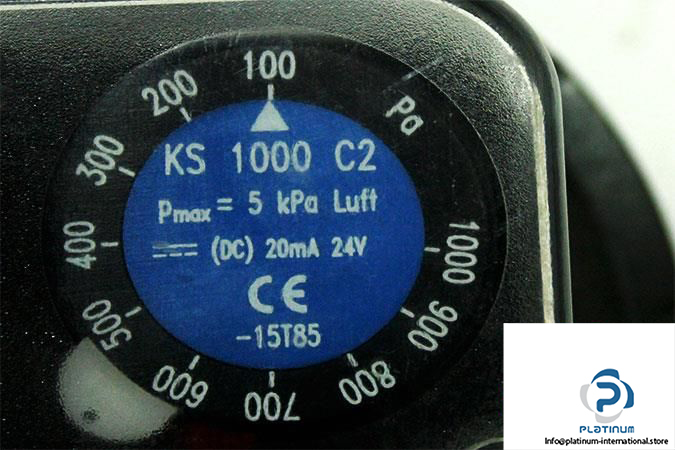 100
200
300
400
500
600
700
800
900
1000
Pa
KS 1000 C2
Pmax = 5 kPa Luft
(DC) 20mA 24V
CE
-15T85
P
PLATINUM
Info@platinum-international.store